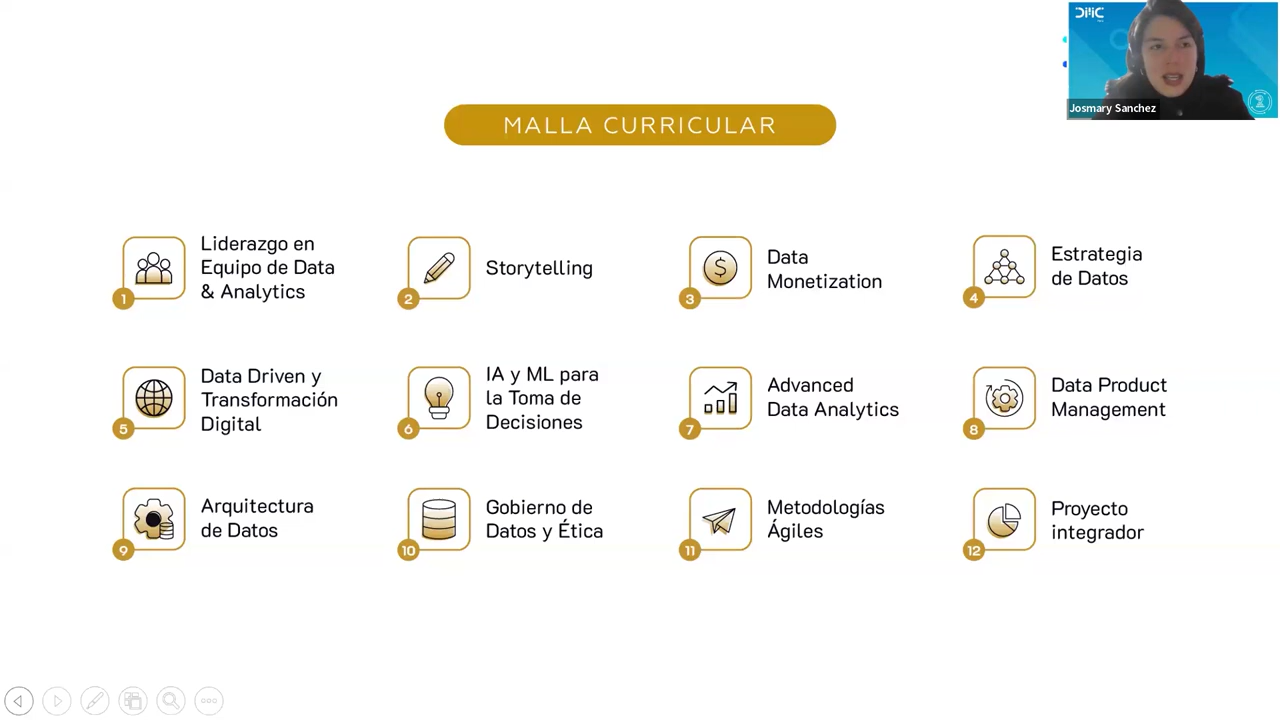 DMC
Josmary Sanchez
MALLA CURRICULAR
1
Liderazgo en
Equipo de Data
& Analytics
2
Storytelling
3
Data
Monetization
4
Estrategia
de Datos
5
Data Driven y
Transformación
Digital
6
IA y ML para
la Toma de
Decisiones
7
Advanced
Data Analytics
8
Data Product
Management
9
Arquitectura
de Datos
10
Gobierno de
Datos y Ética
11
Metodologías
Ágiles
12
Proyecto
integrador